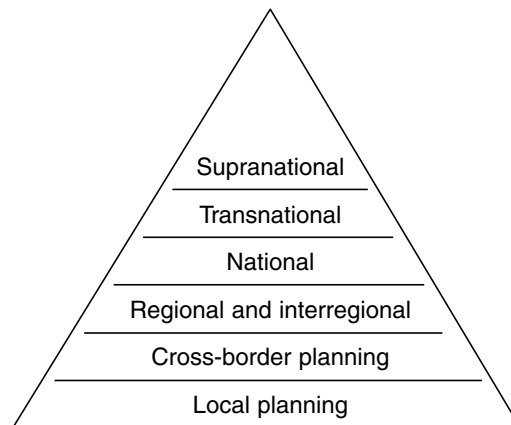 Supranational
Transnational
National
Regional and interregional
Cross-border planning
Local planning